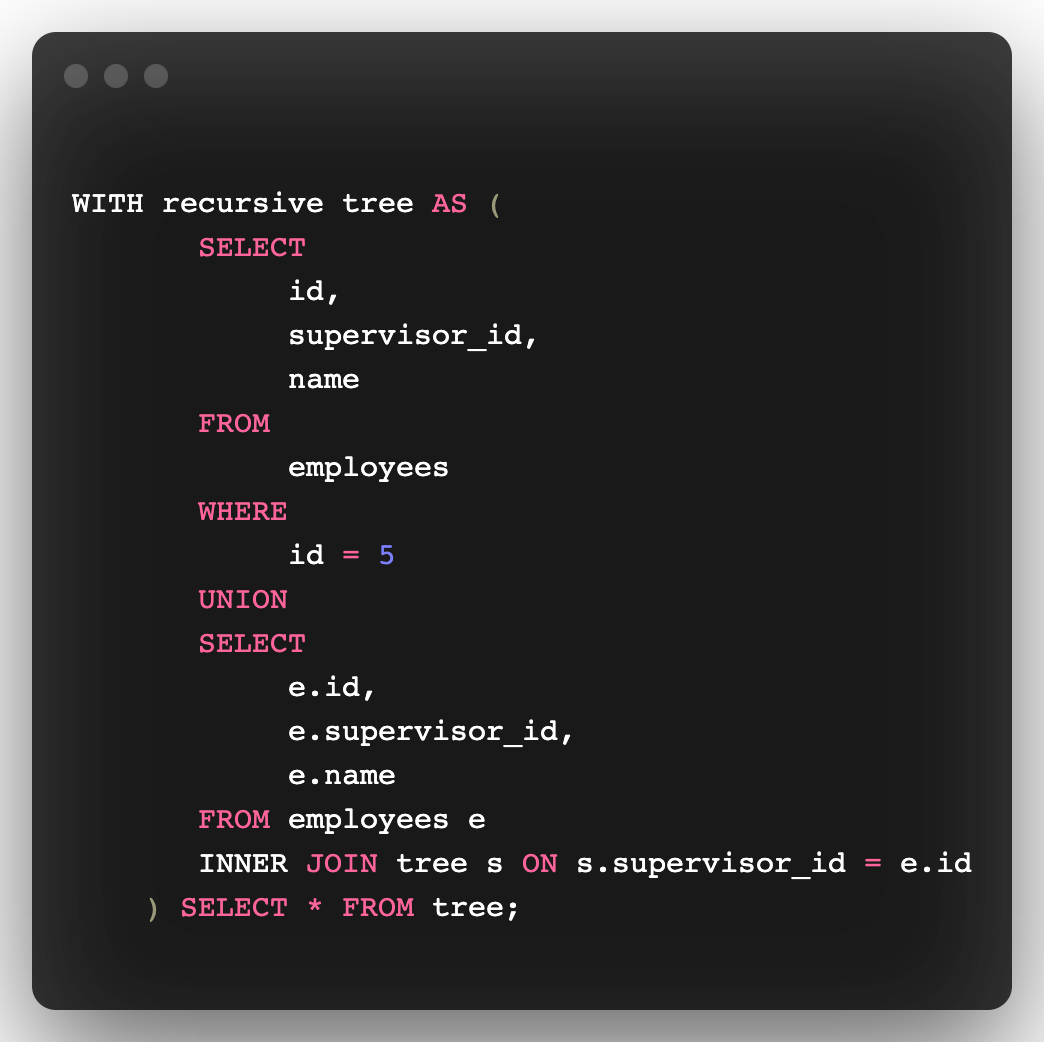 WITH recursive tree AS (
SELECT
id,
supervisor_id,
name
FROM
employees
WHERE
id = 5
UNION
SELECT
e.id,
e.supervisor_id,
e.name
FROM employees e
INNER JOIN tree s ON s.supervisor_id = e.id
) SELECT * FROM tree;